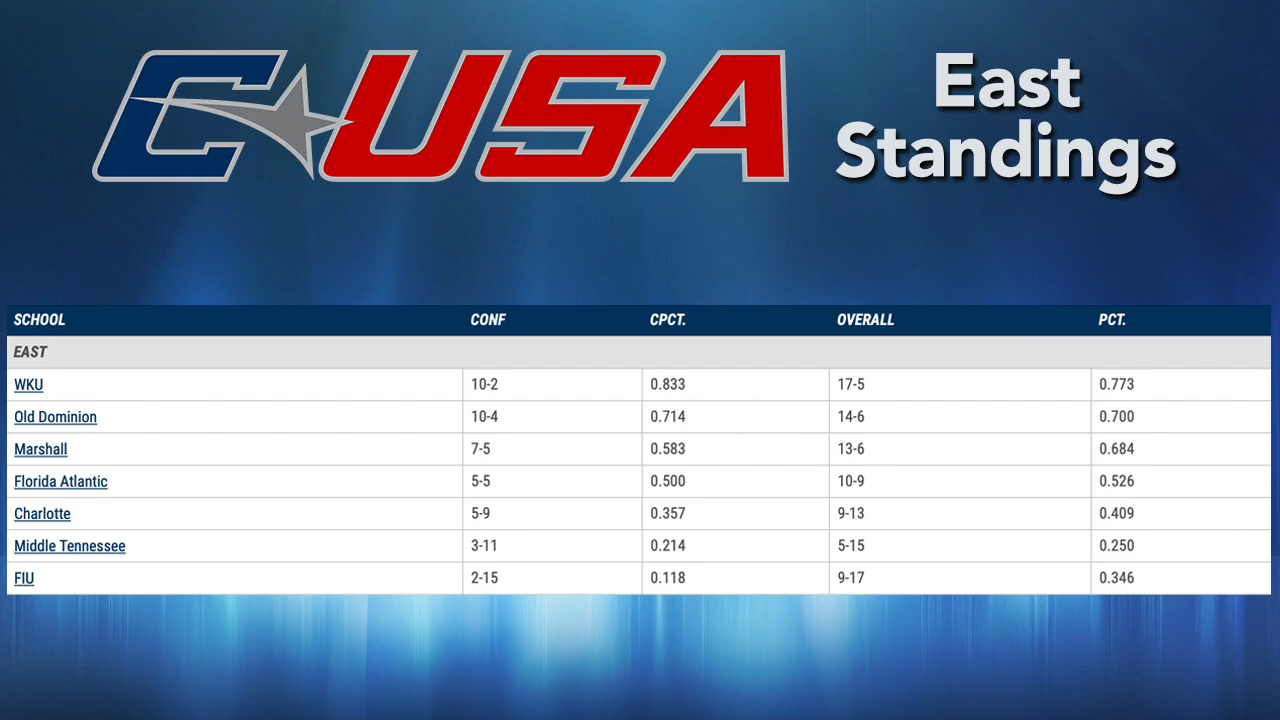 C USA
East
Standings
SCHOOL CONF CPCT. OVERALL PCT.
EAST
WKU 10-2 0.833 17-5 0.773
Old Dominion 10-4 0.714 14-6 0.700
Marshall 7-5 0.583 13-6 0.684
Florida Atlantic 5-5 0.500 10-9 0.526
Charlotte 5-9 0.357 9-13 0.409
Middle Tennessee 3-11 0.214 5-15 0.250
FIU 2-15 0.118 9-17 0.346